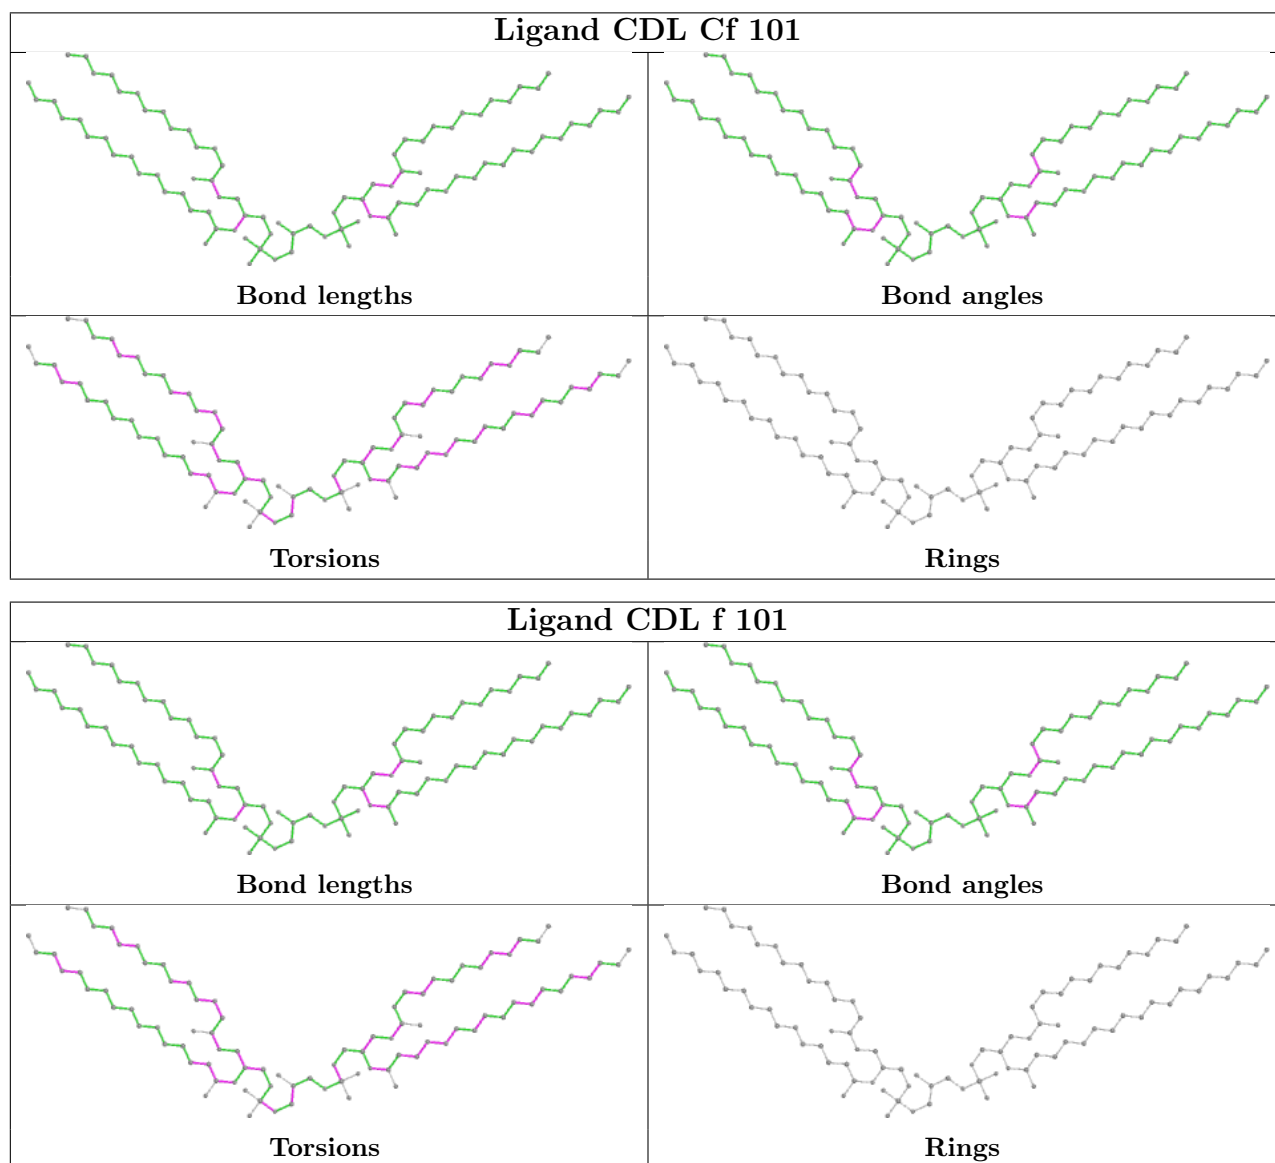 Ligand CDL Cf 101
Bond lengths
Bond angles
Torsions
Rings
Ligand CDL f 101
Bond lengths
Bond angles
Torsions
Rings